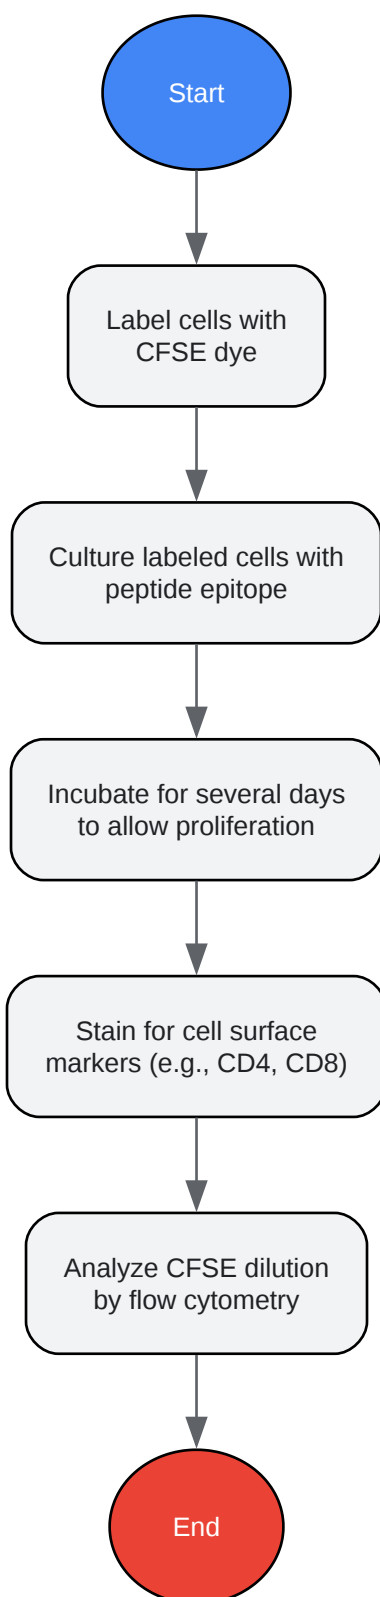 Start
Label cells with
CFSE dye
Culture labeled cells with
peptide epitope
Incubate for several days
to allow proliferation
Stain for cell surface
markers (e.g., CD4, CD8)
Analyze CFSE dilution
by flow cytometry
End